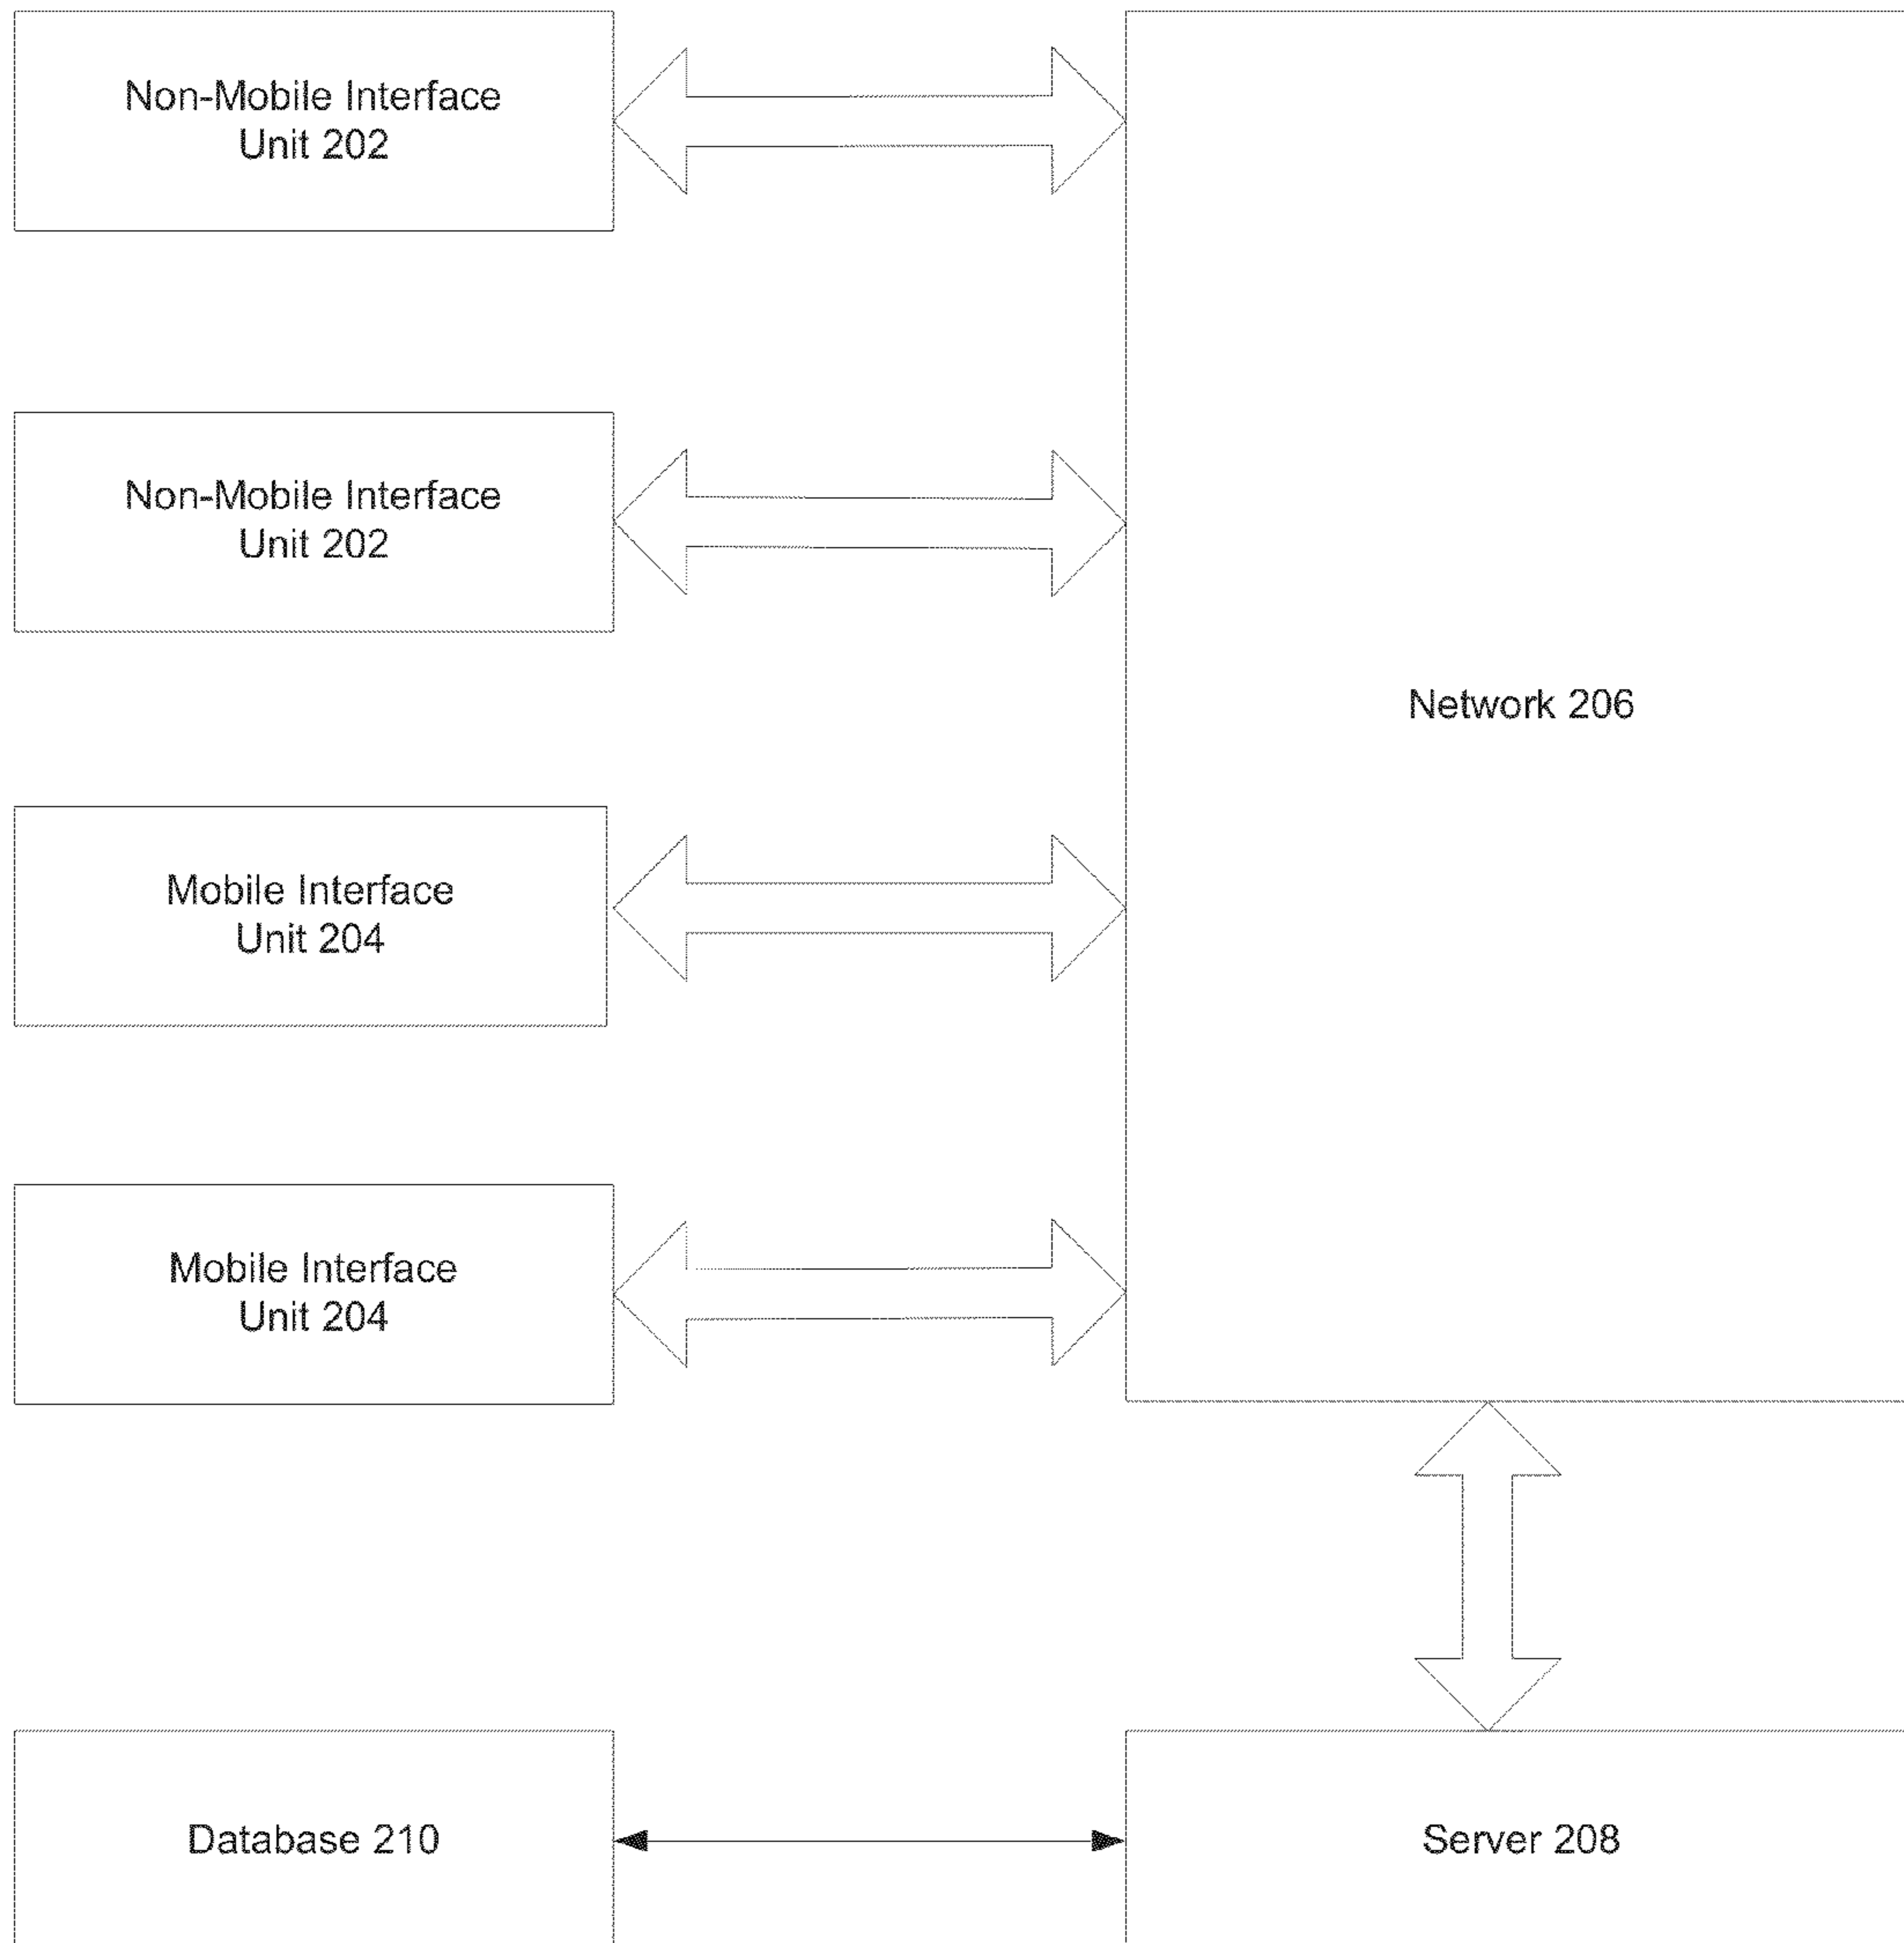 Non-Mobile Interface
Unit 202
Non-Mobile Interface
Unit 202
Network 206
Mobile Interface
Unit 204
Mobile Interface
Unit 204
Database 210
Server 208